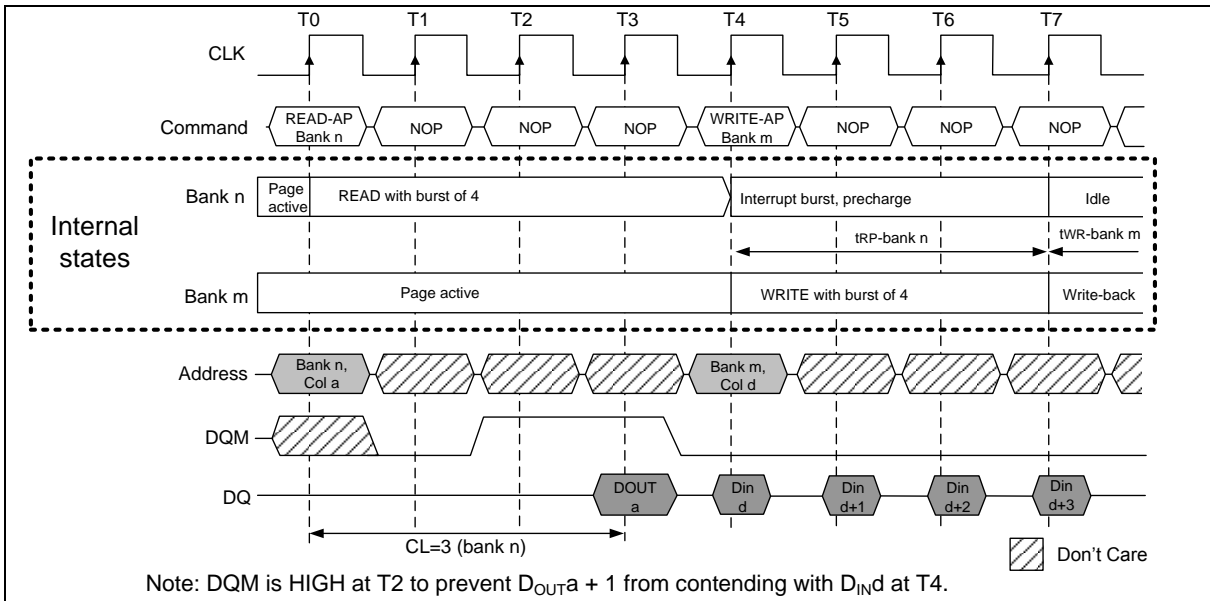 T0 T1 T2 T3 T4 T5 T6 T7
CLK
Command
READ-AP
Bank n
NOP
NOP
NOP
WRITE-AP
Bank m
NOP
NOP
NOP
Internal
states
Bank n
Page
active
READ with burst of 4
Interrupt burst, precharge
Idle
tRP-bank n
tWR-bank m
Bank m
Page active
WRITE with burst of 4
Write-back
Address
Bank n,
Col a
Bank m,
Col d
DQM
DQ
DOUT
a
Din
d
Din
d+1
Din
d+2
Din
d+3
CL=3 (bank n)
Don't Care
Note: DQM is HIGH at T2 to prevent DOUTa + 1 from contending with DINd at T4.